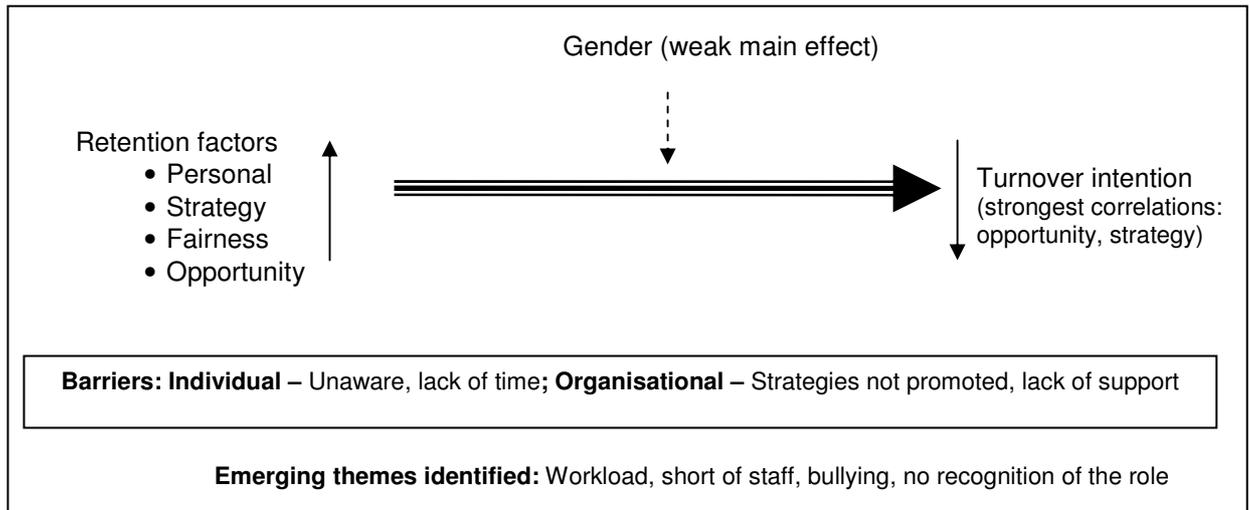 Gender (weak main effect)
Retention factors
• Personal
• Strategy
• Fairness
• Opportunity
Turnover intention
(strongest correlations:
opportunity, strategy)
Barriers: Individual – Unaware, lack of time; Organisational – Strategies not promoted, lack of support
Emerging themes identified: Workload, short of staff, bullying, no recognition of the role